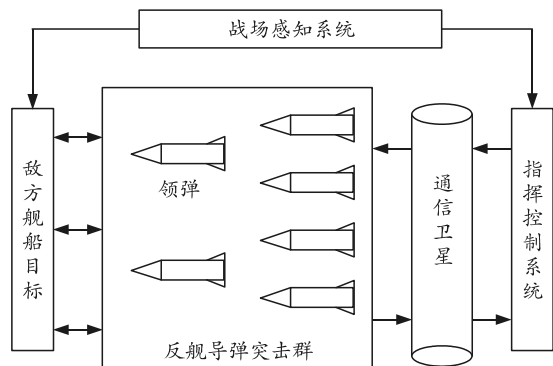 战场感知系统
敌方舰船目标
领弹
反舰导弹突击群
通信卫星
指挥控制系统